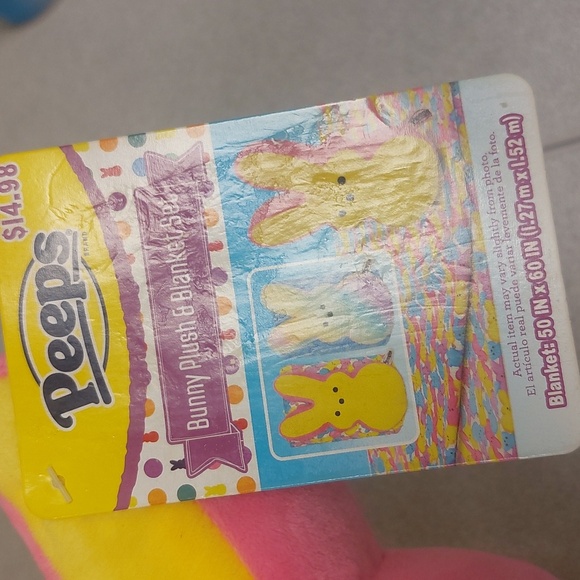 $14.98
Peeps
BRAND
Bunny Plush & Blanket Set
Actual item may vary slightly from photo.
El artículo real puede variar levemente de la foto.
Blanket: 50 IN x 60 IN (1.27 m x 1.52 m)